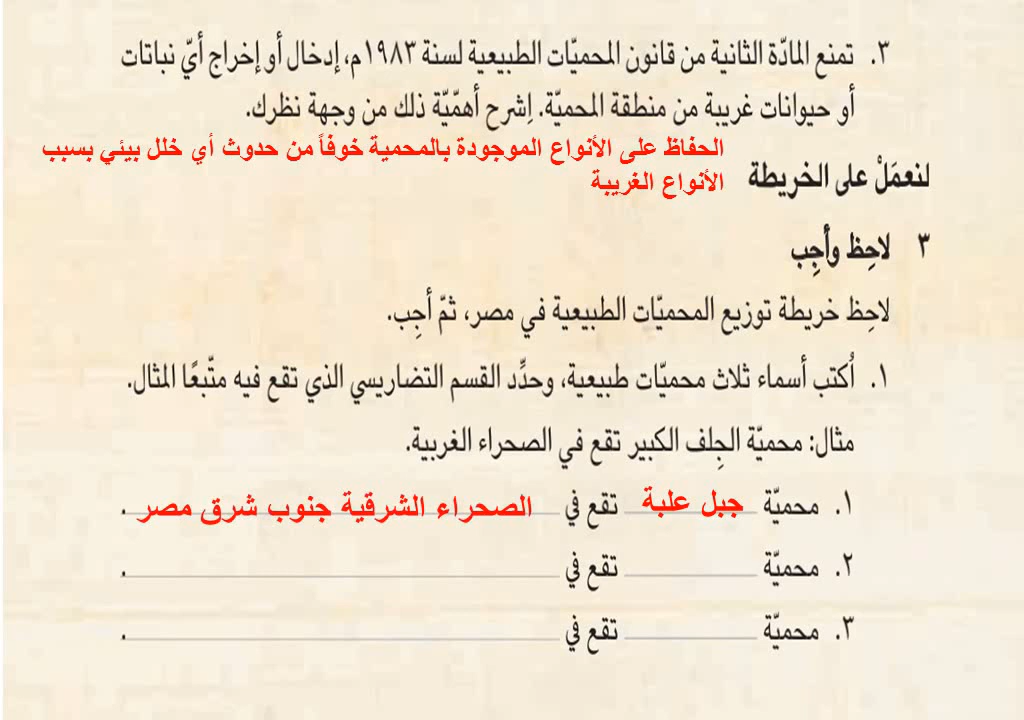 ٣. تمنع المادّة الثانية من قانون المحميّات الطبيعية لسنة ١٩٨٣م، إدخال أو إخراج أيّ نباتات
أو حيوانات غريبة من منطقة المحميّة. اِشرح أهمّيّة ذلك من وجهة نظرك.
الحفاظ على الأنواع الموجودة بالمحمية خوفاً من حدوث أي خلل بيئي بسبب
الأنواع الغريبة
لنعمَلْ على الخريطة
٣ لاحِظ وأجِب
لاحِظ خريطة توزيع المحميّات الطبيعية في مصر، ثمّ أجِب.
١. اُكتب أسماء ثلاث محميّات طبيعية، وحدِّد القسم التضاريسي الذي تقع فيه متّبعًا المثال.
مثال: محميّة الجِلف الكبير تقع في الصحراء الغربية.
١. محميّة جبل علبة تقع في الصحراء الشرقية جنوب شرق مصر.
٢. محميّة تقع في .
٣. محميّة تقع في .